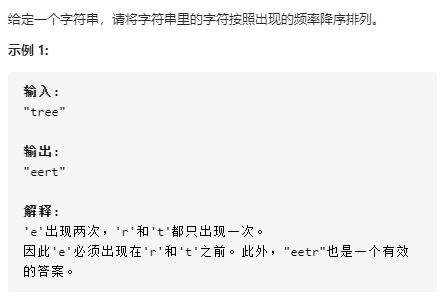 给定一个字符串，请将字符串里的字符按照出现的频率降序排列。
示例 1:
输入:
"tree"
输出:
"eert"
解释:
'e'出现两次，'r'和't'都只出现一次。
因此'e'必须出现在'r'和't'之前。此外，"eetr"也是一个有效
的答案。